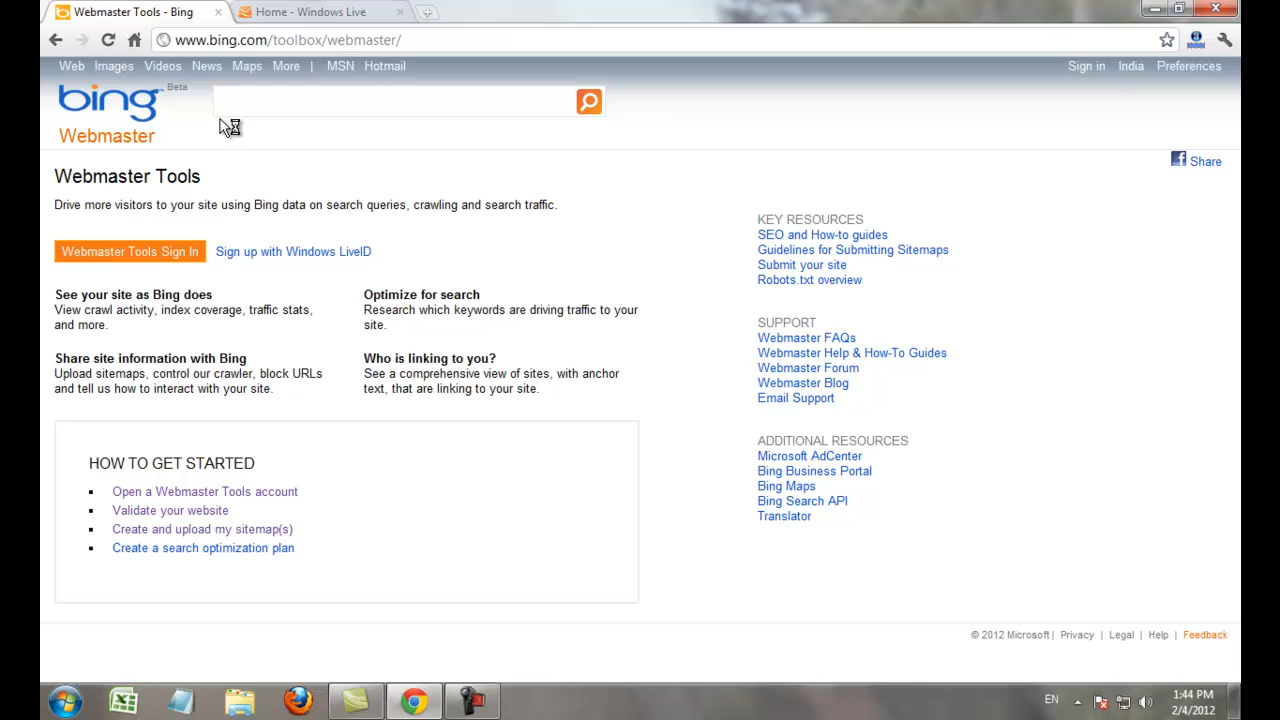 Webmaster Tools - Bing
Home - Windows Live
www.bing.com/toolbox/webmaster/
Web Images Videos News Maps More | MSN Hotmail
Sign in India Preferences
bing Beta
Webmaster
Share
Webmaster Tools
Drive more visitors to your site using Bing data on search queries, crawling and search traffic.
Webmaster Tools Sign In Sign up with Windows LiveID
See your site as Bing does
View crawl activity, index coverage, traffic stats,
and more.
Optimize for search
Research which keywords are driving traffic to your
site.
Share site information with Bing
Upload sitemaps, control our crawler, block URLs
and tell us how to interact with your site.
Who is linking to you?
See a comprehensive view of sites, with anchor
text, that are linking to your site.
HOW TO GET STARTED
Open a Webmaster Tools account
Validate your website
Create and upload my sitemap(s)
Create a search optimization plan
KEY RESOURCES
SEO and How-to guides
Guidelines for Submitting Sitemaps
Submit your site
Robots.txt overview
SUPPORT
Webmaster FAQs
Webmaster Help & How-To Guides
Webmaster Forum
Webmaster Blog
Email Support
ADDITIONAL RESOURCES
Microsoft AdCenter
Bing Business Portal
Bing Maps
Bing Search API
Translator
© 2012 Microsoft | Privacy | Legal | Help | Feedback
EN
1:44 PM
2/4/2012